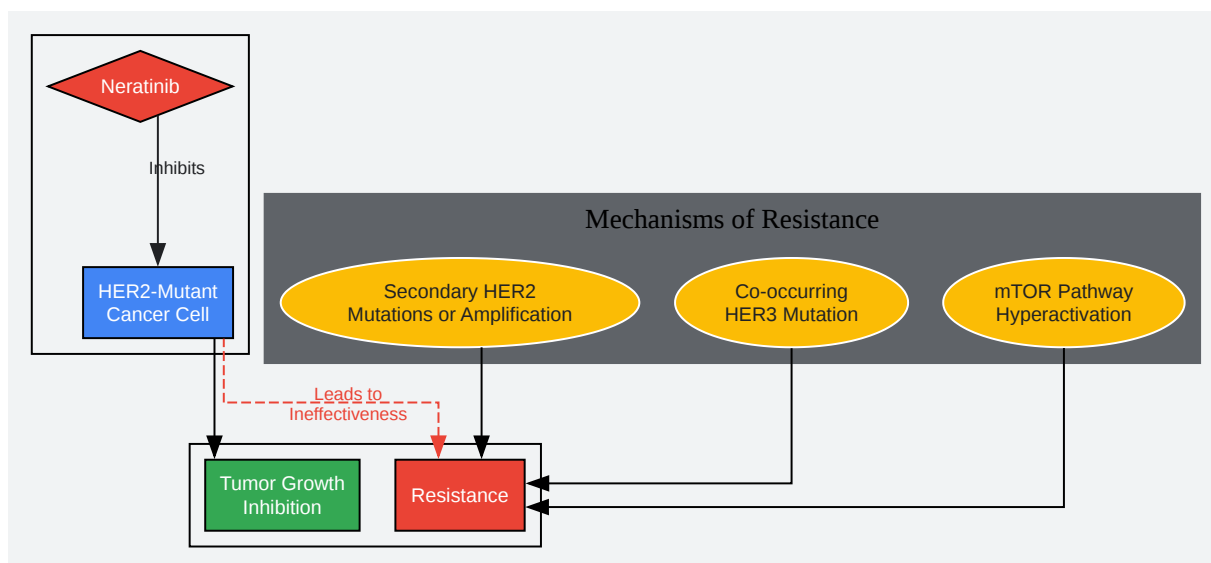 Neratinib
Inhibits
HER2-Mutant
Cancer Cell
Mechanisms of Resistance
Secondary HER2
Mutations or Amplification
Co-occurring
HER3 Mutation
mTOR Pathway
Hyperactivation
Leads to
Ineffectiveness
Tumor Growth
Inhibition
Resistance